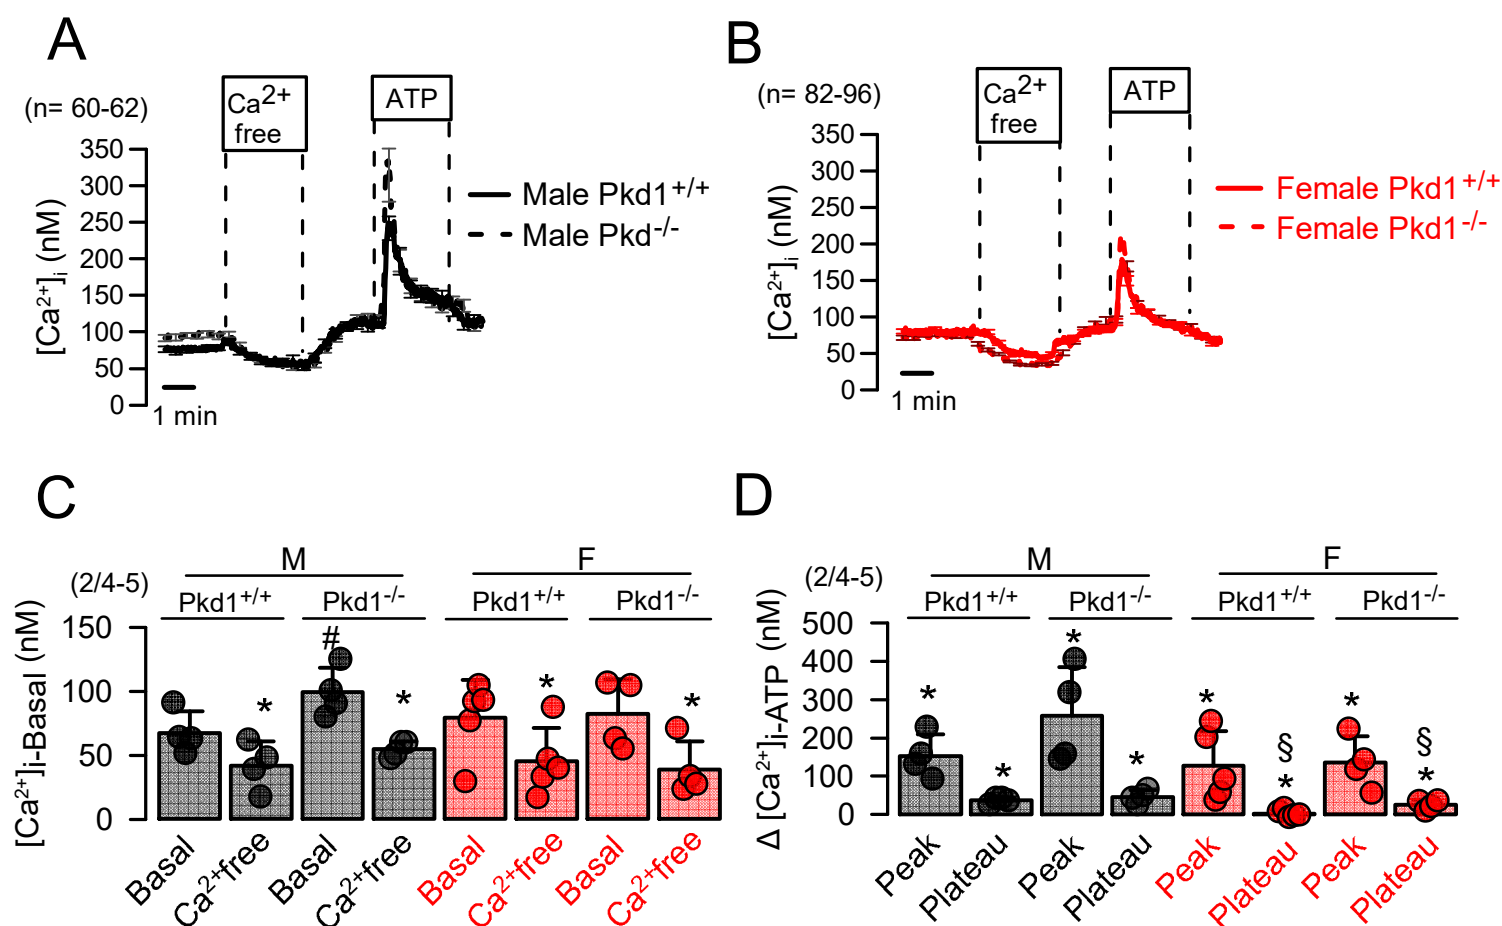 A
(n= 60-62)
Ca2+
free
ATP
350
300
250
200
150
100
50
0
[Ca2+]i (nM)
1 min
Male Pkd1+/+
Male Pkd-/-
B
(n= 82-96)
Ca2+
free
ATP
350
300
250
200
150
100
50
0
[Ca2+]i (nM)
1 min
Female Pkd1+/+
Female Pkd1-/-
C
(2/4-5)
M
F
Pkd1+/+
Pkd1-/-
Pkd1+/+
Pkd1-/-
150
100
50
0
[Ca2+]i-Basal (nM)
#
*
*
*
*
Basal
Ca2+free
Basal
Ca2+free
Basal
Ca2+free
Basal
Ca2+free
D
(2/4-5)
M
F
Pkd1+/+
Pkd1-/-
Pkd1+/+
Pkd1-/-
500
400
300
200
100
0
Δ [Ca2+]i-ATP (nM)
*
*
*
*
*
§
*
*
§
*
Peak
Plateau
Peak
Plateau
Peak
Plateau
Peak
Plateau